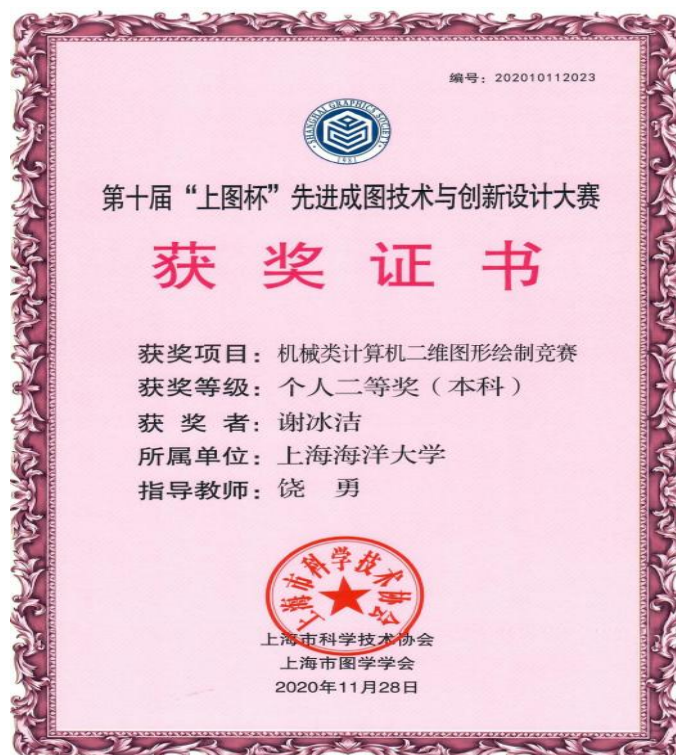 编号：202010112023
SHANGHAI GRAPHICS SOCIETY
1981
第十届“上图杯”先进成图技术与创新设计大赛
获奖证书
获奖项目：机械类计算机二维图形绘制竞赛
获奖等级：个人二等奖（本科）
获奖者：谢冰洁
所属单位：上海海洋大学
指导教师：饶 勇
上海市科学技术协会
上海市科学技术协会
上海市图学学会
2020年11月28日